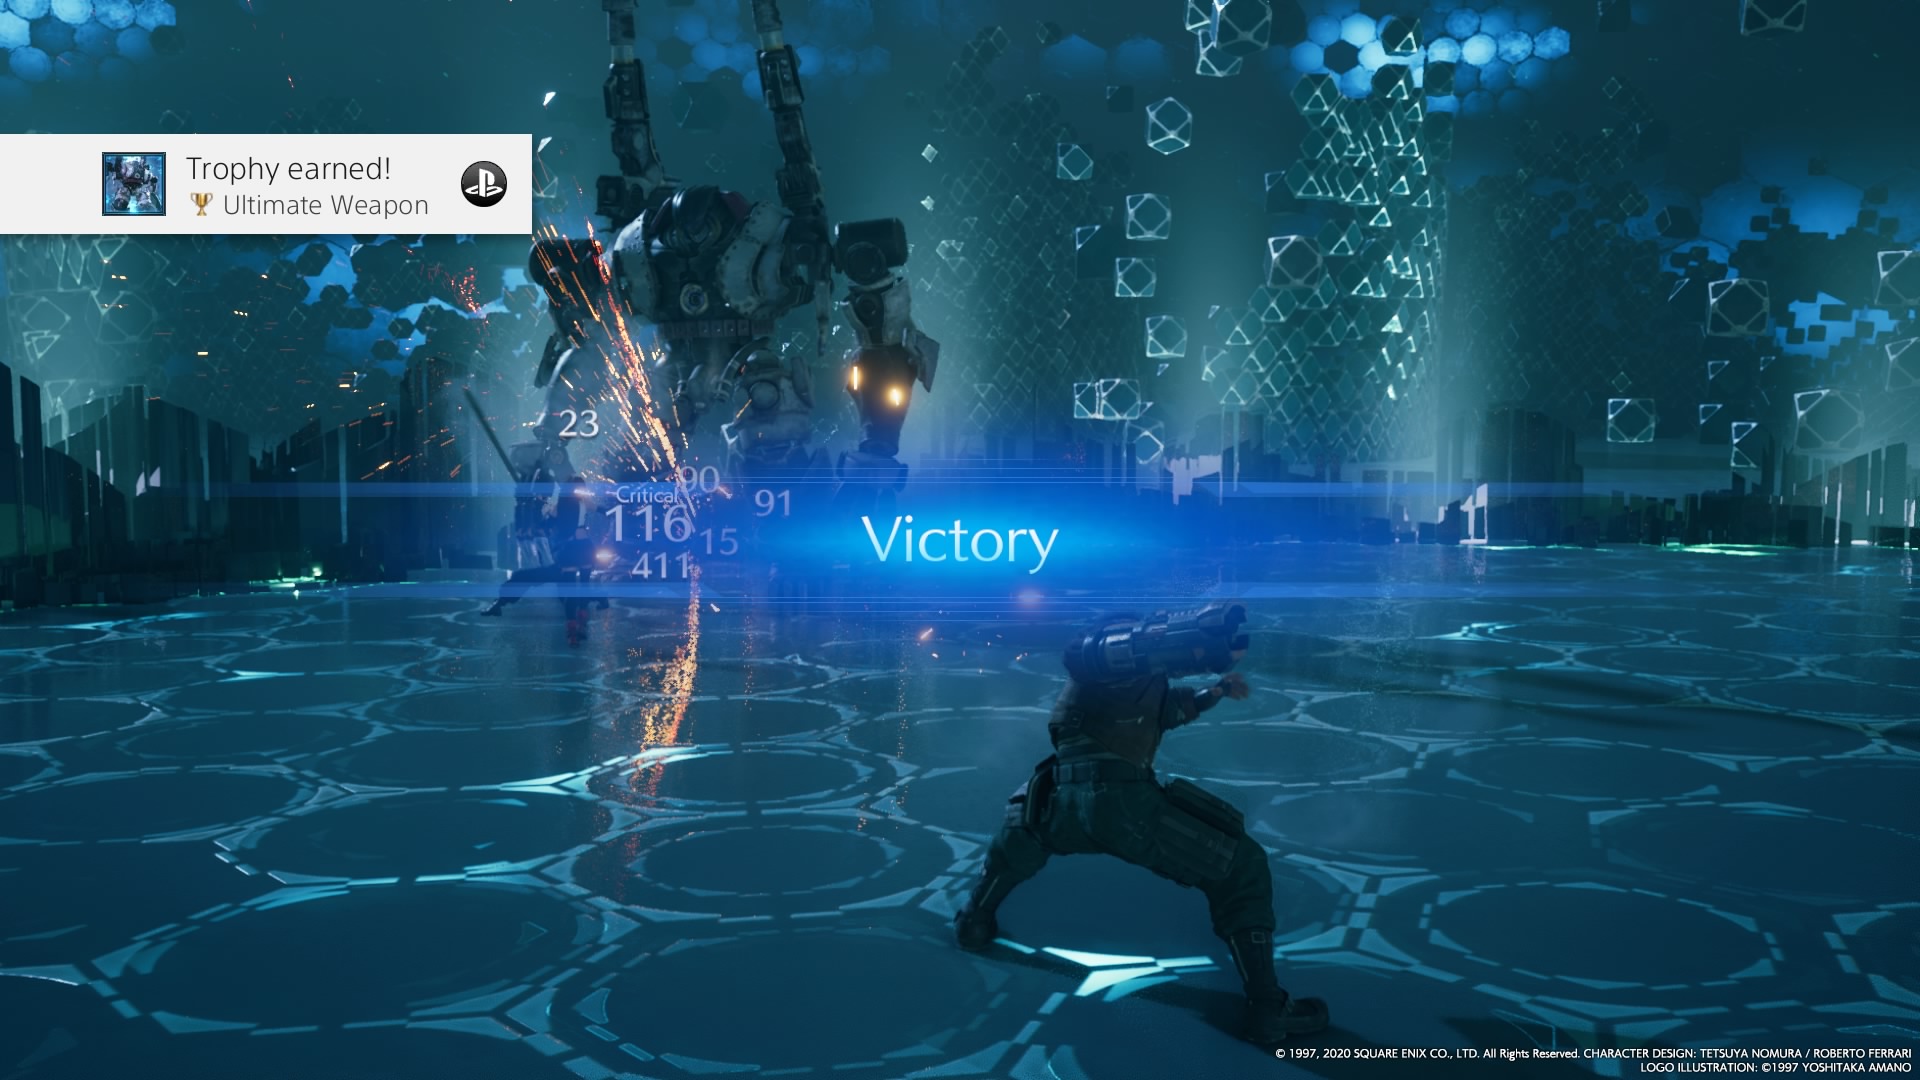 Trophy earned!
Ultimate Weapon
23
90
Critical
91
116
15
411
Victory
© 1997, 2020 SQUARE ENIX CO., LTD. All Rights Reserved. CHARACTER DESIGN: TETSUYA NOMURA / ROBERTO FERRARI
LOGO ILLUSTRATION: ©1997 YOSHITAKA AMANO